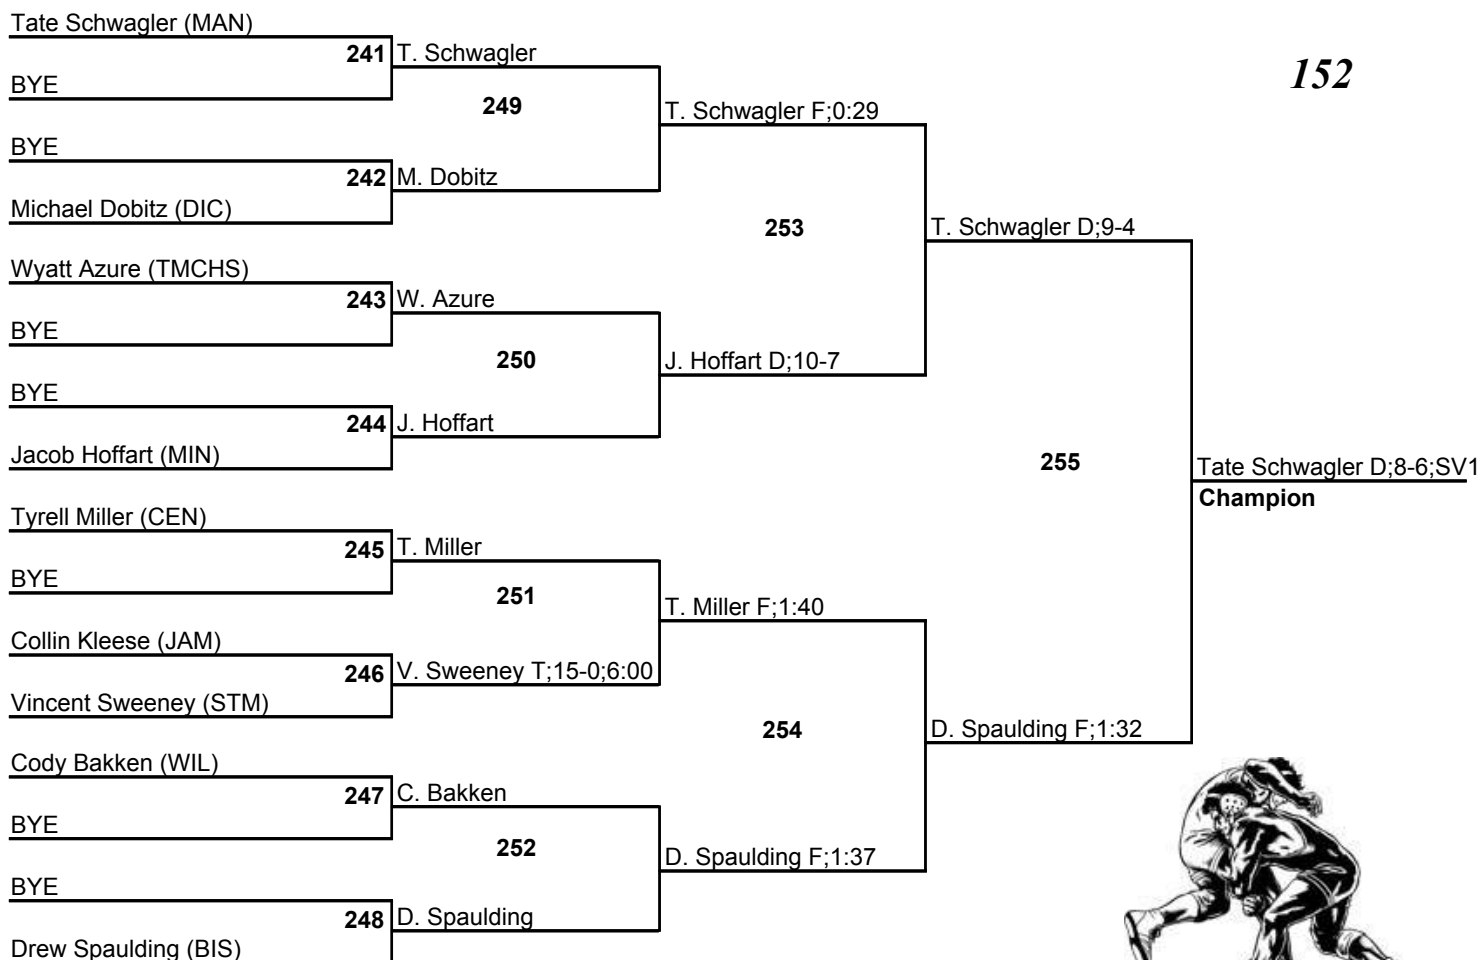 Tate Schwagler (MAN)
241 T. Schwagler
152
BYE
249
T. Schwagler F;0:29
BYE
242 M. Dobitz
Michael Dobitz (DIC)
253
T. Schwagler D;9-4
Wyatt Azure (TMCHS)
243 W. Azure
BYE
250
J. Hoffart D;10-7
BYE
244 J. Hoffart
Jacob Hoffart (MIN)
255
Tate Schwagler D;8-6;SV1
Champion
Tyrell Miller (CEN)
245 T. Miller
BYE
251
T. Miller F;1:40
Collin Kleese (JAM)
246 V. Sweeney T;15-0;6:00
Vincent Sweeney (STM)
254
D. Spaulding F;1:32
Cody Bakken (WIL)
247 C. Bakken
BYE
252
D. Spaulding F;1:37
BYE
248 D. Spaulding
Drew Spaulding (BIS)